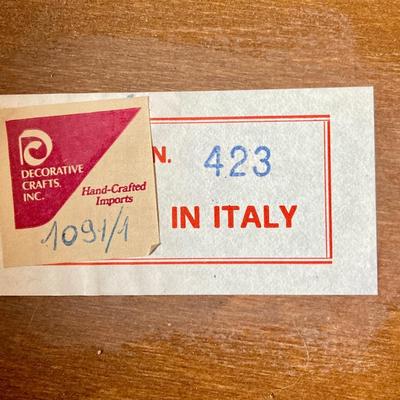 DECORATIVE
CRAFTS,
INC.
Hand-Crafted
Imports
1091/1
N. 423
IN ITALY